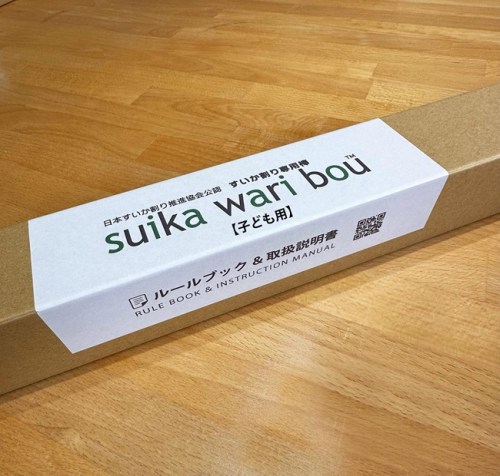 日本すいか割り推進協会公認 すいか割り専用棒
suika wari bou™
【子ども用】
ルールブック & 取扱説明書
RULE BOOK & INSTRUCTION MANUAL